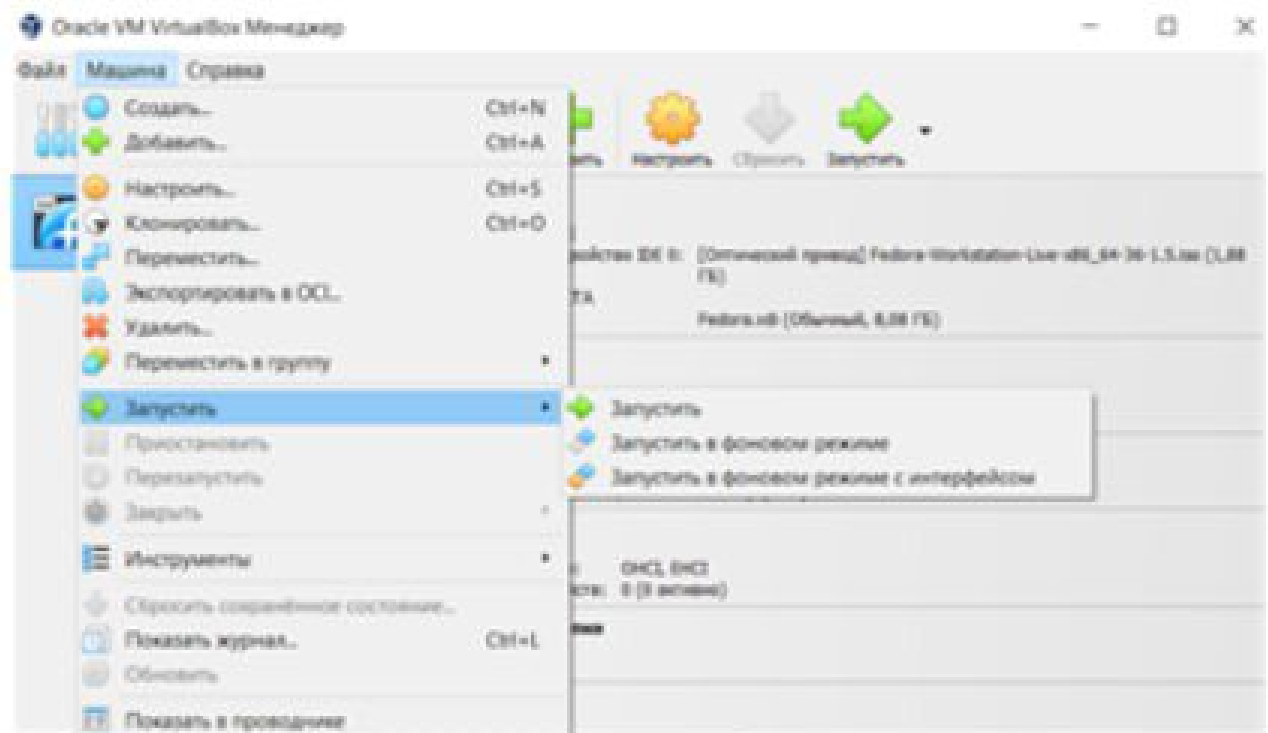 Oracle VM VirtualBox Менеджер
Файл Машина Справка
Создать... Ctrl+N
Добавить... Ctrl+A
Настроить... Ctrl+S
Клонировать... Ctrl+O
Переместить...
Экспортировать в OCI...
Удалить...
Переместить в группу
Запустить
Приостановить
Перезапустить
Закрыть
Инструменты
Сбросить сохранённое состояние...
Показать журнал... Ctrl+L
Обновить
Показать в проводнике
Настроить Сбросить Запустить
IDE 0: [Оптический привод] Fedora-Workstation-Live-x86_64-36-1.5.iso (1,88
ГБ)
Fedora.vdi (Обычный, 8,08 ГБ)
Запустить
Запустить в фоновом режиме
Запустить в фоновом режиме с интерфейсом
OHCI, EHCI
0 (0 активно)